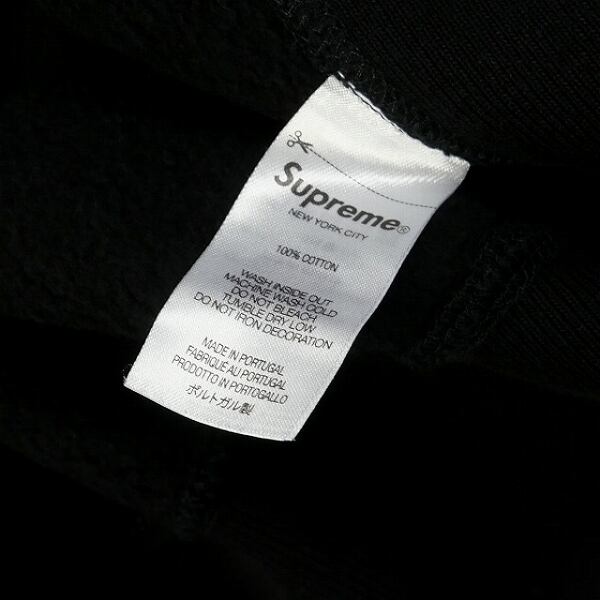 Supreme®
NEW YORK CITY
100% COTTON
WASH INSIDE OUT
MACHINE WASH COLD
DO NOT BLEACH
TUMBLE DRY LOW
DO NOT IRON DECORATION
MADE IN PORTUGAL
FABRIQUÉ AU PORTUGAL
PRODOTTO IN PORTOGALLO
ポルトガル製